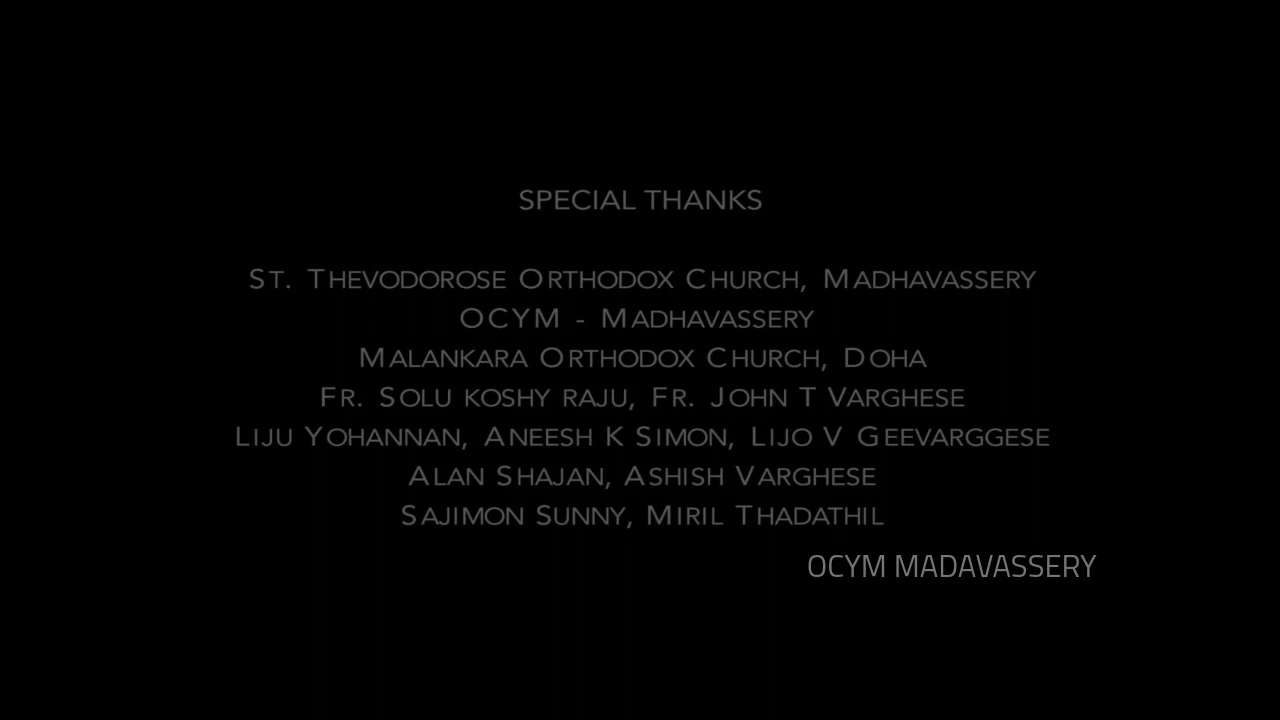 SPECIAL THANKS
ST. THEVODOROSE ORTHODOX CHURCH, MADHAVASSERY
OCYM - MADHAVASSERY
MALANKARA ORTHODOX CHURCH, DOHA
FR. SOLU KOSHY RAJU, FR. JOHN T VARGHESE
LIJU YOHANNAN, ANEESH K SIMON, LIJO V GEEVARGGESE
ALAN SHAJAN, ASHISH VARGHESE
SAJIMON SUNNY, MIRIL THADATHIL
OCYM MADAVASSERY